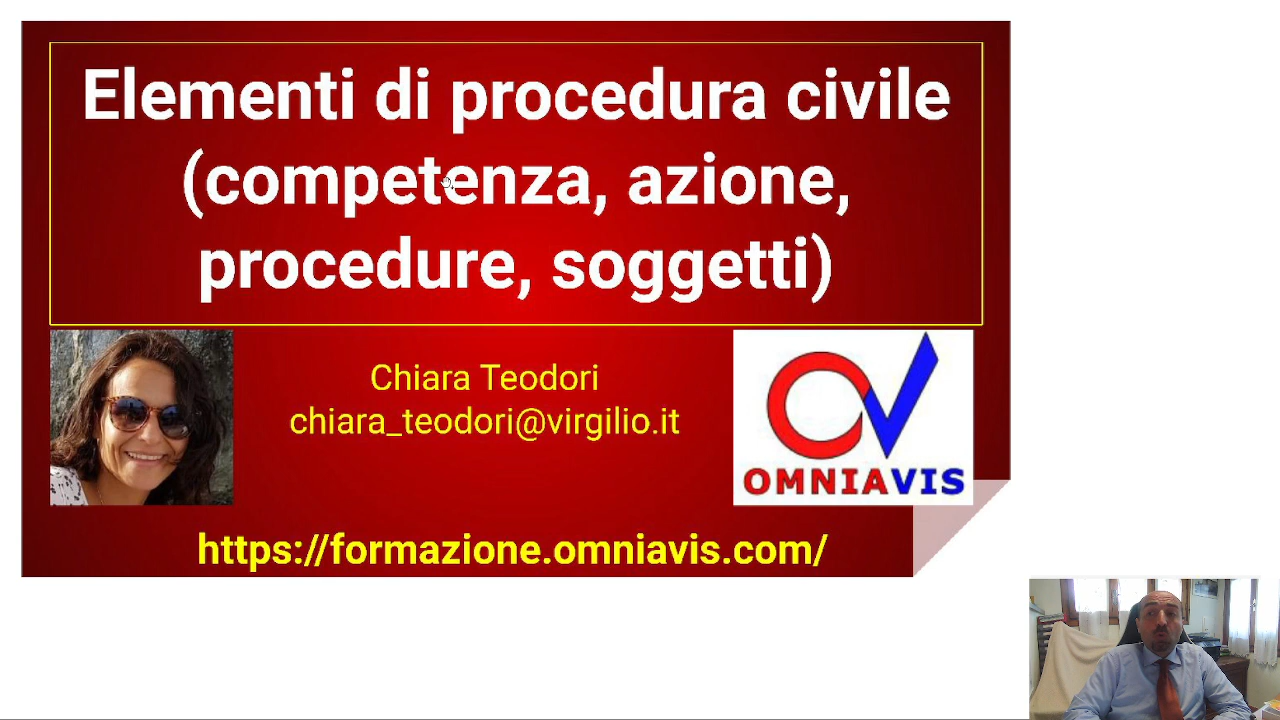 Elementi di procedura civile
(competenza, azione,
procedure, soggetti)
Chiara Teodori
chiara_teodori@virgilio.it
OMNIAVIS
https://formazione.omniavis.com/